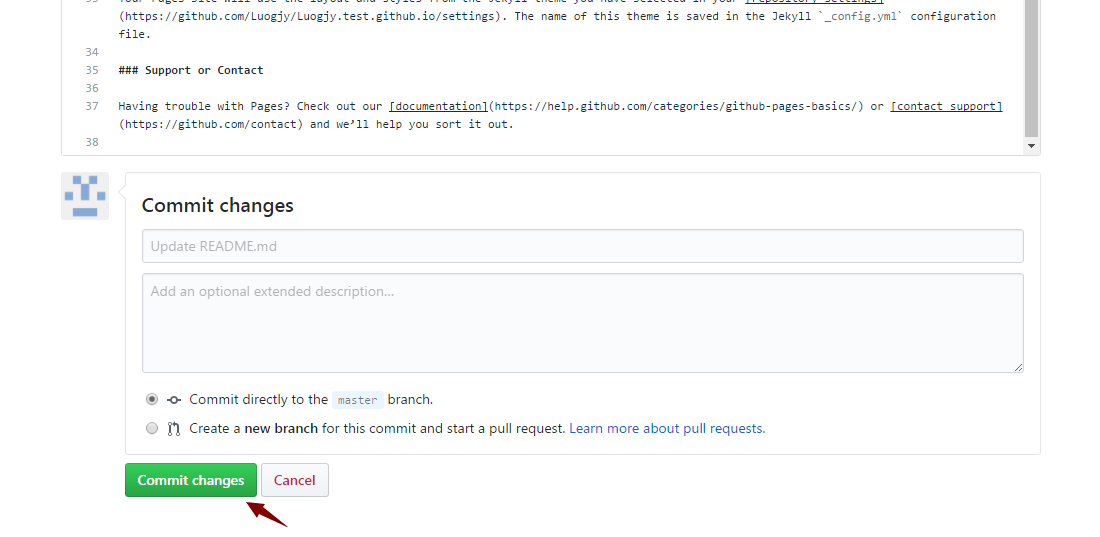 (https://github.com/Luogjy/Luogjy.test.github.io/settings). The name of this theme is saved in the Jekyll `_config.yml` configuration
file.
34
35 ### Support or Contact
36
37 Having trouble with Pages? Check out our [documentation](https://help.github.com/categories/github-pages-basics/) or [contact support]
(https://github.com/contact) and we’ll help you sort it out.
38
Commit changes
Update README.md
Add an optional extended description...
Commit directly to the master branch.
Create a new branch for this commit and start a pull request. Learn more about pull requests.
Commit changes Cancel